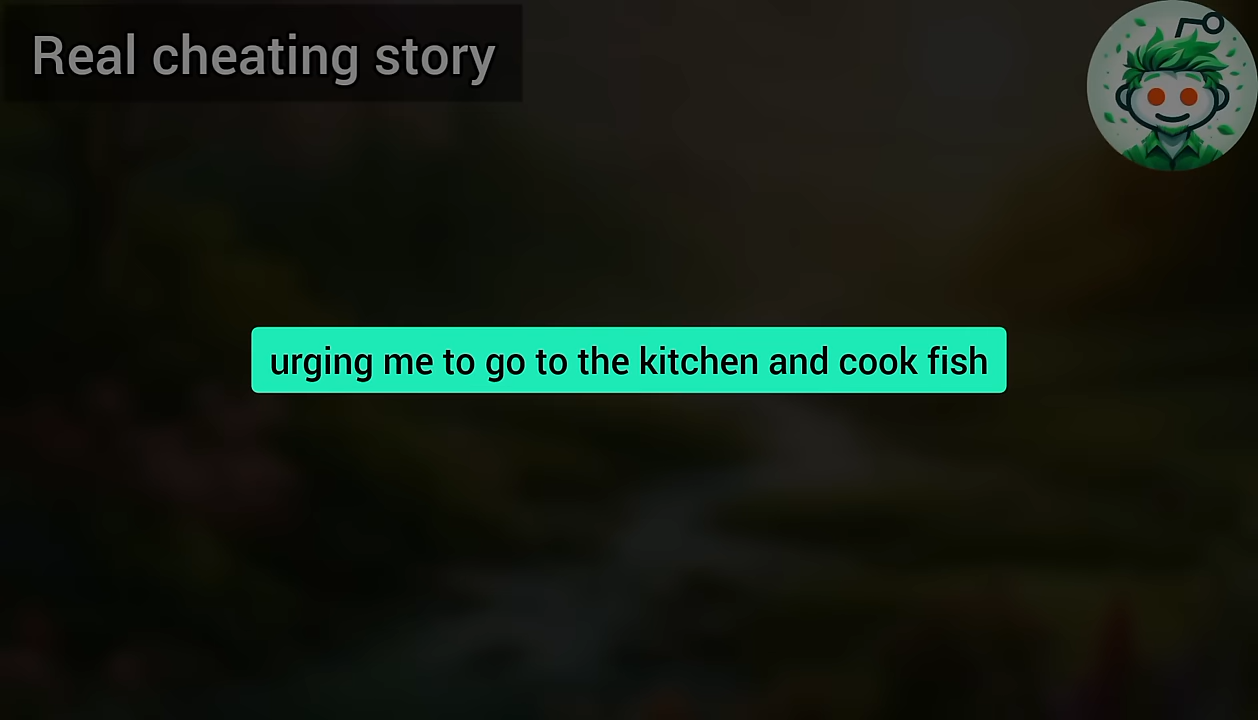 Real cheating story
urging me to go to the kitchen and cook fish